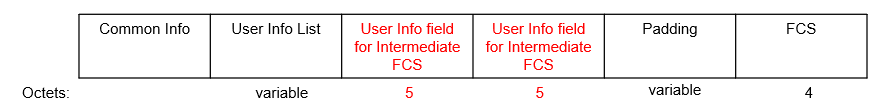 Common Info
User Info List
User Info field
for Intermediate
FCS
User Info field
for Intermediate
FCS
Padding
FCS
Octets:
variable
5
5
variable
4